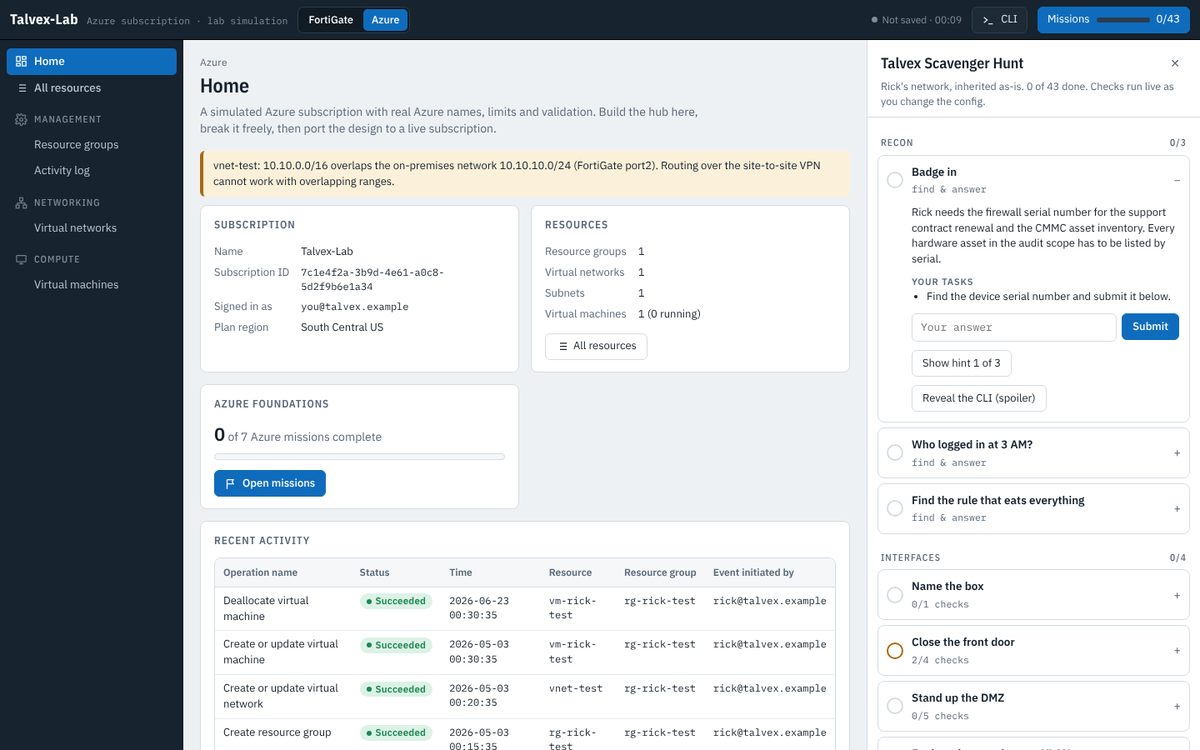 Talvex-Lab Azure subscription · lab simulation FortiGate Azure Not saved · 00:09 >_ CLI Missions 0/43
Home
All resources
MANAGEMENT
Resource groups
Activity log
NETWORKING
Virtual networks
COMPUTE
Virtual machines
Azure
Home
A simulated Azure subscription with real Azure names, limits and validation. Build the hub here,
break it freely, then port the design to a live subscription.
vnet-test: 10.10.0.0/16 overlaps the on-premises network 10.10.10.0/24 (FortiGate port2). Routing over the site-to-site VPN
cannot work with overlapping ranges.
SUBSCRIPTION
Name Talvex-Lab
Subscription ID 7c1e4f2a-3b9d-4e61-a0c8-
5d2f9b6e1a34
Signed in as you@talvex.example
Plan region South Central US
RESOURCES
Resource groups 1
Virtual networks 1
Subnets 1
Virtual machines 1 (0 running)
All resources
AZURE FOUNDATIONS
0 of 7 Azure missions complete
Open missions
RECENT ACTIVITY
Operation name Status Time Resource Resource group Event initiated by
Deallocate virtual Succeeded 2026-06-23 vm-rick- rg-rick-test rick@talvex.example
machine 00:30:35 test
Create or update virtual Succeeded 2026-05-03 vm-rick- rg-rick-test rick@talvex.example
machine 00:30:35 test
Create or update virtual Succeeded 2026-05-03 vnet-test rg-rick-test rick@talvex.example
network 00:20:35
Create resource group Succeeded 2026-05-03 rg-rick- rg-rick-test rick@talvex.example
00:15:35 test
Talvex Scavenger Hunt
Rick's network, inherited as-is. 0 of 43 done. Checks run live as
you change the config.
RECON 0/3
Badge in
find & answer
Rick needs the firewall serial number for the support
contract renewal and the CMMC asset inventory. Every
hardware asset in the audit scope has to be listed by
serial.
YOUR TASKS
• Find the device serial number and submit it below.
Your answer Submit
Show hint 1 of 3
Reveal the CLI (spoiler)
Who logged in at 3 AM?
find & answer
Find the rule that eats everything
find & answer
INTERFACES 0/4
Name the box
0/1 checks
Close the front door
2/4 checks
Stand up the DMZ
0/5 checks